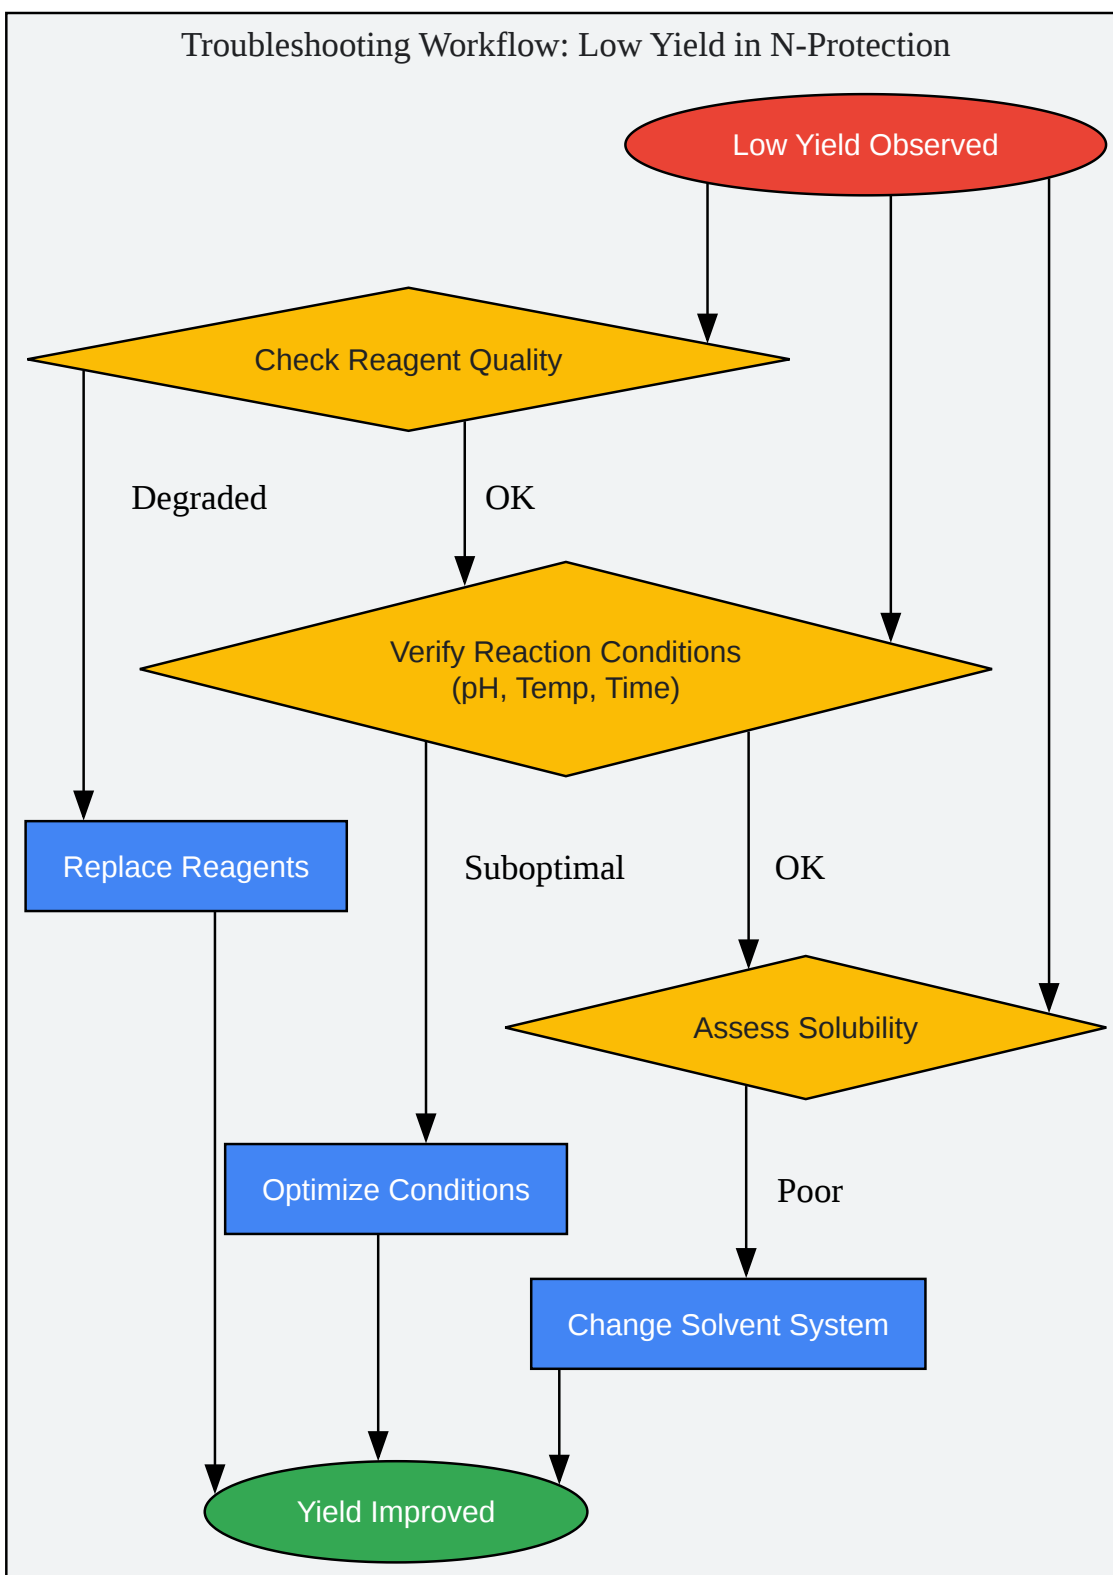 Troubleshooting Workflow: Low Yield in N-Protection
Low Yield Observed
Check Reagent Quality
Degraded
OK
Verify Reaction Conditions
(pH, Temp, Time)
Replace Reagents
Suboptimal
OK
Assess Solubility
Optimize Conditions
Poor
Change Solvent System
Yield Improved